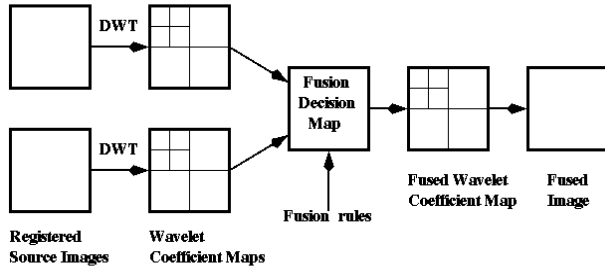 DWT
Fusion
Decision
Map
DWT
Fusion rules
Registered
Source Images
Wavelet
Coefficient Maps
Fused Wavelet
Coefficient Map
Fused
Image